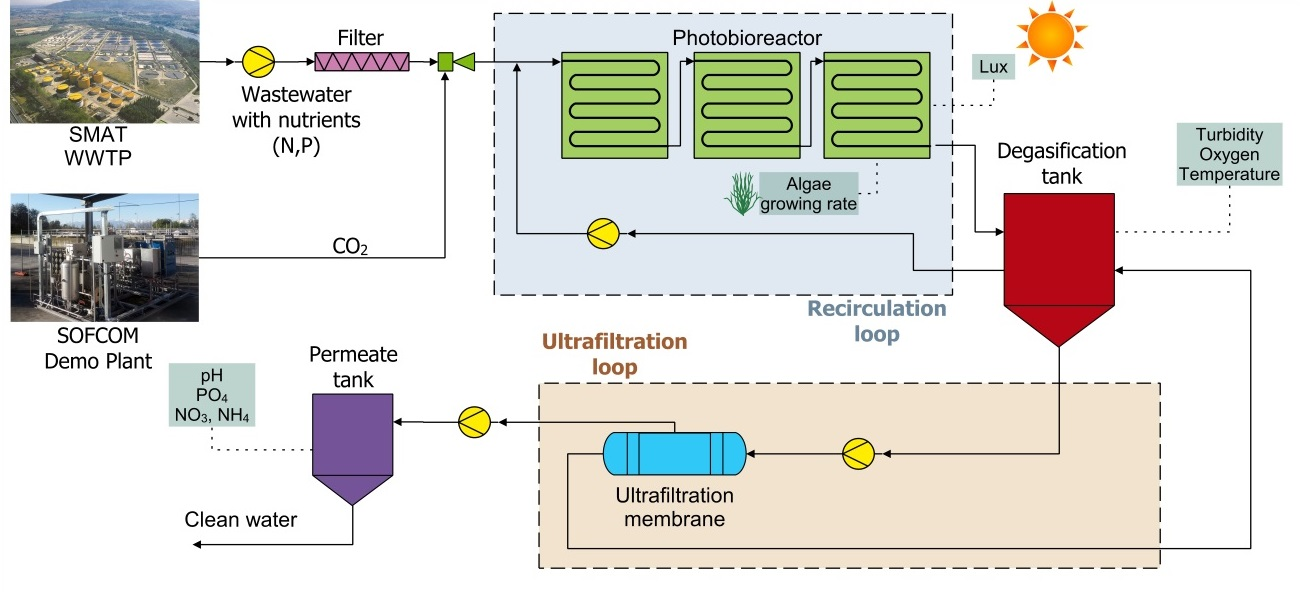 SMAT
WWTP
Wastewater
with nutrients
(N,P)
Filter
Photobioreactor
Lux
Algae
growing rate
Degasification
tank
Turbidity
Oxygen
Temperature
CO₂
SOFCOM
Demo Plant
Recirculation
loop
Ultrafiltration
loop
Permeate
tank
pH
PO₄
NO₃, NH₄
Ultrafiltration
membrane
Clean water